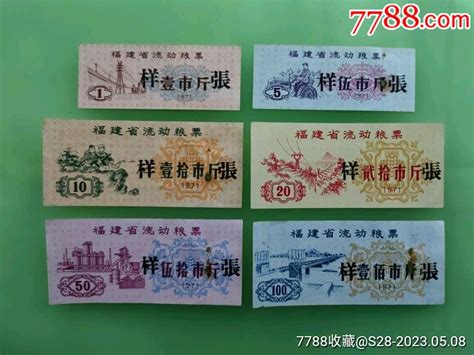 7788.com
福建省流动粮票
1
样壹市斤張
1971
福建省流动粮票
5
样伍市斤張
1971
福建省流动粮票
10
样壹拾市斤張
1971
福建省流动粮票
20
样贰拾市斤張
1971
福建省流动粮票
50
样伍拾市斤張
1971
福建省流动粮票
100
样壹佰市斤張
1971
7788收藏@S28-2023.05.08